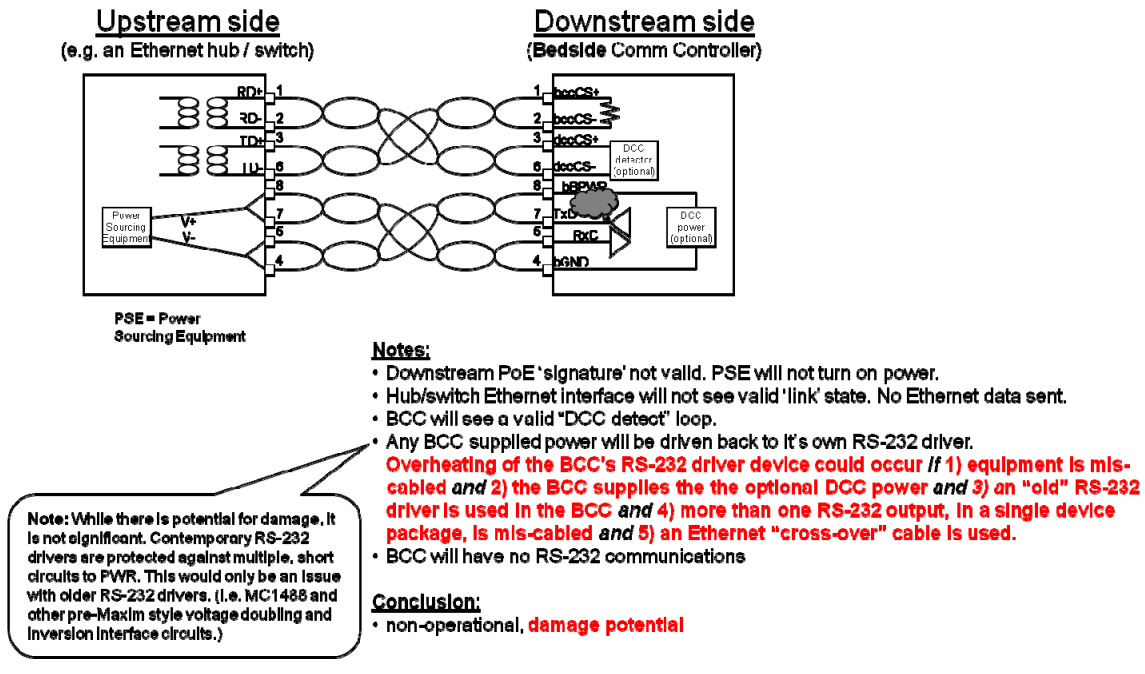 Upstream side
(e.g. an Ethernet hub / switch)
Downstream side
(Bedside Comm Controller)
RD+ 1
RD- 2
TD+ 3
TD- 6
8
7
5
4
Power
Sourcing
Equipment
V+
V-
1 bccCS+
2 bccCS-
3 dccCS+
6 dccCS-
8 bBPWR
7 TxD
5 RxD
4 bGND
DCC
detector
(optional)
DCC
power
(optional)
PSE = Power
Sourcing Equipment
Notes:
• Downstream PoE 'signature' not valid. PSE will not turn on power.
• Hub/switch Ethernet interface will not see valid 'link' state. No Ethernet data sent.
• BCC will see a valid "DCC detect" loop.
• Any BCC supplied power will be driven back to it's own RS-232 driver.
Overheating of the BCC's RS-232 driver device could occur if 1) equipment is mis-
cabled and 2) the BCC supplies the the optional DCC power and 3) an "old" RS-232
driver is used in the BCC and 4) more than one RS-232 output, in a single device
package, is mis-cabled and 5) an Ethernet "cross-over" cable is used.
• BCC will have no RS-232 communications
Conclusion:
• non-operational, damage potential
Note: While there is potential for damage, it
is not significant. Contemporary RS-232
drivers are protected against multiple, short
circuits to PWR. This would only be an issue
with older RS-232 drivers. (i.e. MC1488 and
other pre-Maxim style voltage doubling and
inversion interface circuits.)